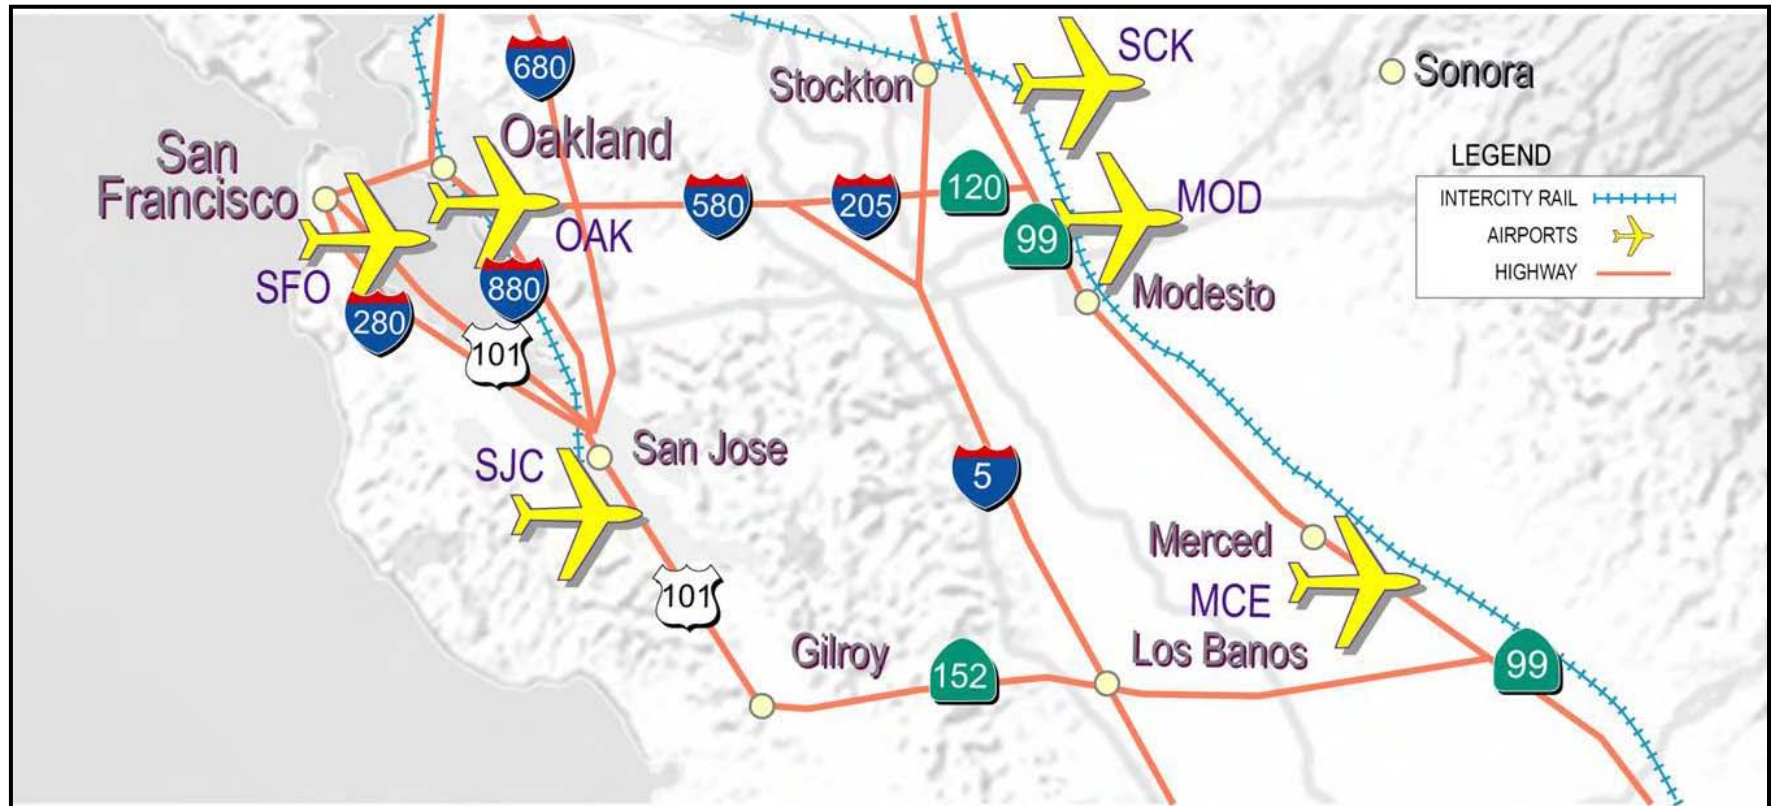 SCK
Sonora
680
Stockton
Oakland
San
Francisco
LEGEND
INTERCITY RAIL
AIRPORTS
HIGHWAY
580
205
120
MOD
99
OAK
SFO
880
280
101
Modesto
San Jose
SJC
5
Merced
MCE
101
Gilroy
152
Los Banos
99